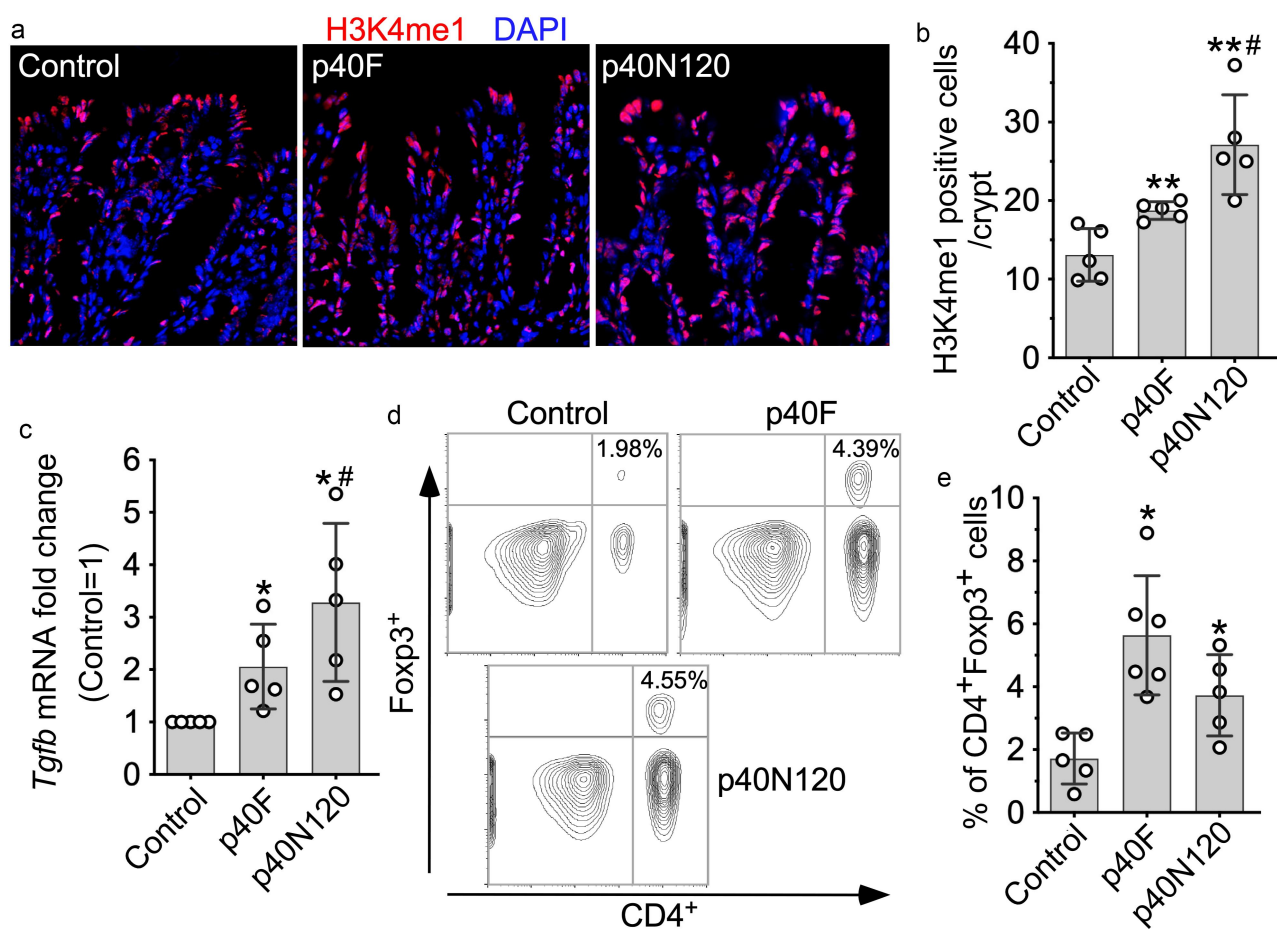 a
H3K4me1 DAPI
Control
p40F
p40N120
b
H3K4me1 positive cells
/crypt
40
30
20
10
0
**
**#
Control
p40F
p40N120
c
Tgfb mRNA fold change
(Control=1)
6
5
4
3
2
1
0
*
*#
Control
p40F
p40N120
d
Control
p40F
1.98%
4.39%
4.55%
p40N120
Foxp3+
CD4+
e
% of CD4+Foxp3+ cells
10
8
6
4
2
0
*
*
Control
p40F
p40N120